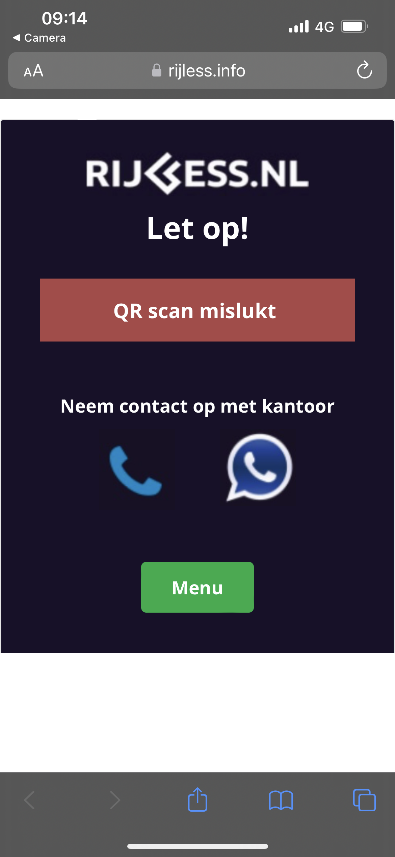 09:14
4G
◀ Camera
AA
rijless.info
RIJLESS.NL
Let op!
QR scan mislukt
Neem contact op met kantoor
Menu